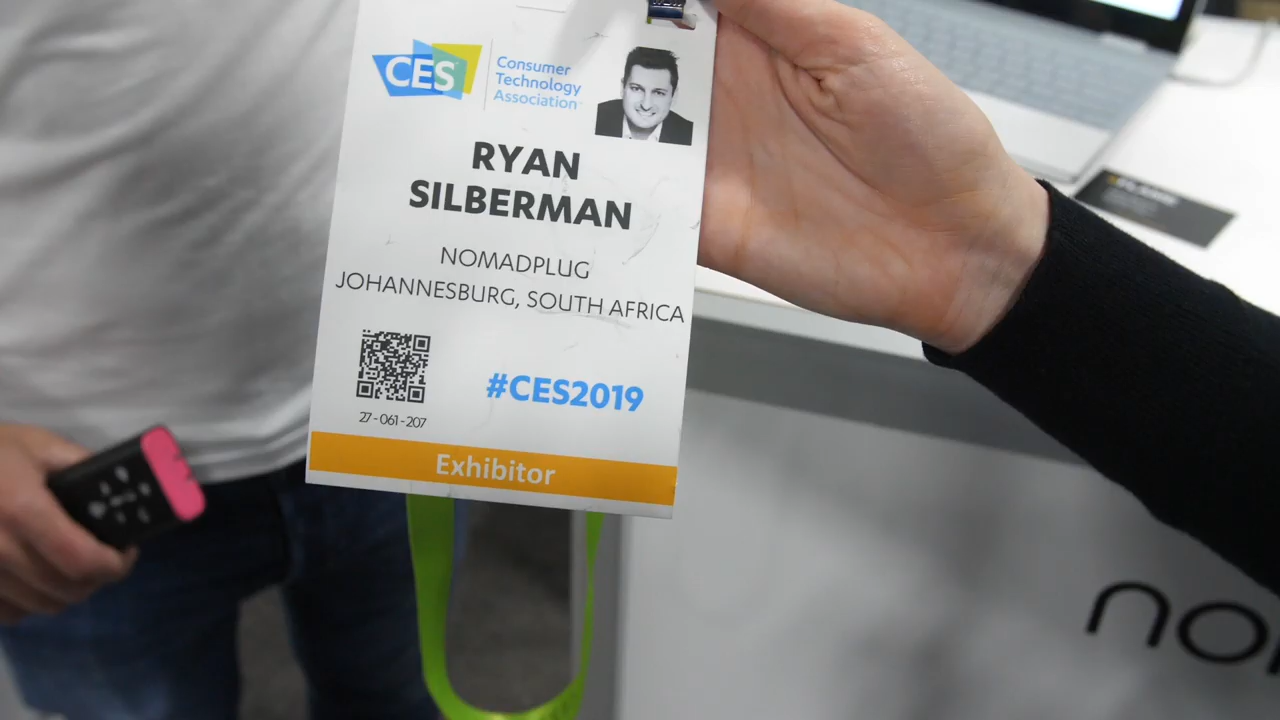 CES
Consumer
Technology
Association
RYAN
SILBERMAN
NOMADPLUG
JOHANNESBURG, SOUTH AFRICA
27-061-207
#CES2019
Exhibitor
no